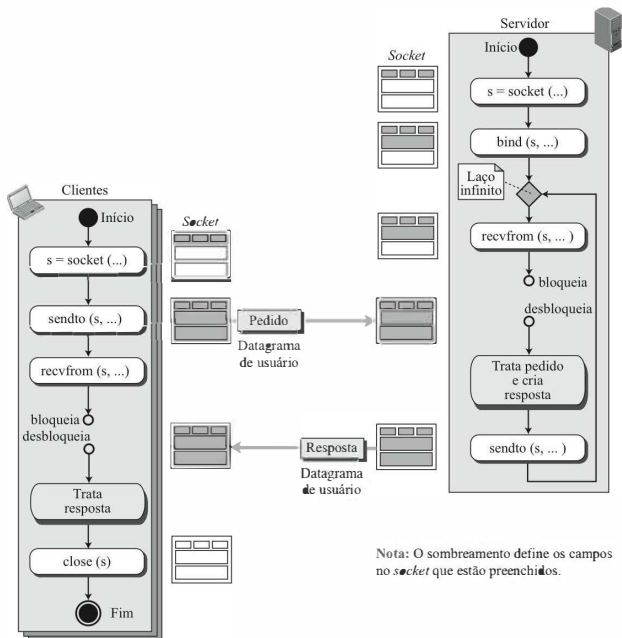 Servidor
Início
Socket
s = socket (...)
bind (s, ...)
Laço
infinito
recvfrom (s, ... )
bloqueia
desbloqueia
Trata pedido
e cria
resposta
sendto (s, ... )
Clientes
Início
Socket
s = socket (...)
sendto (s, ...)
recvfrom (s, ...)
bloqueia
desbloqueia
Trata
resposta
close (s)
Fim
Pedido
Datagrama
de usuário
Resposta
Datagrama
de usuário
Nota: O sombreamento define os campos
no socket que estão preenchidos.